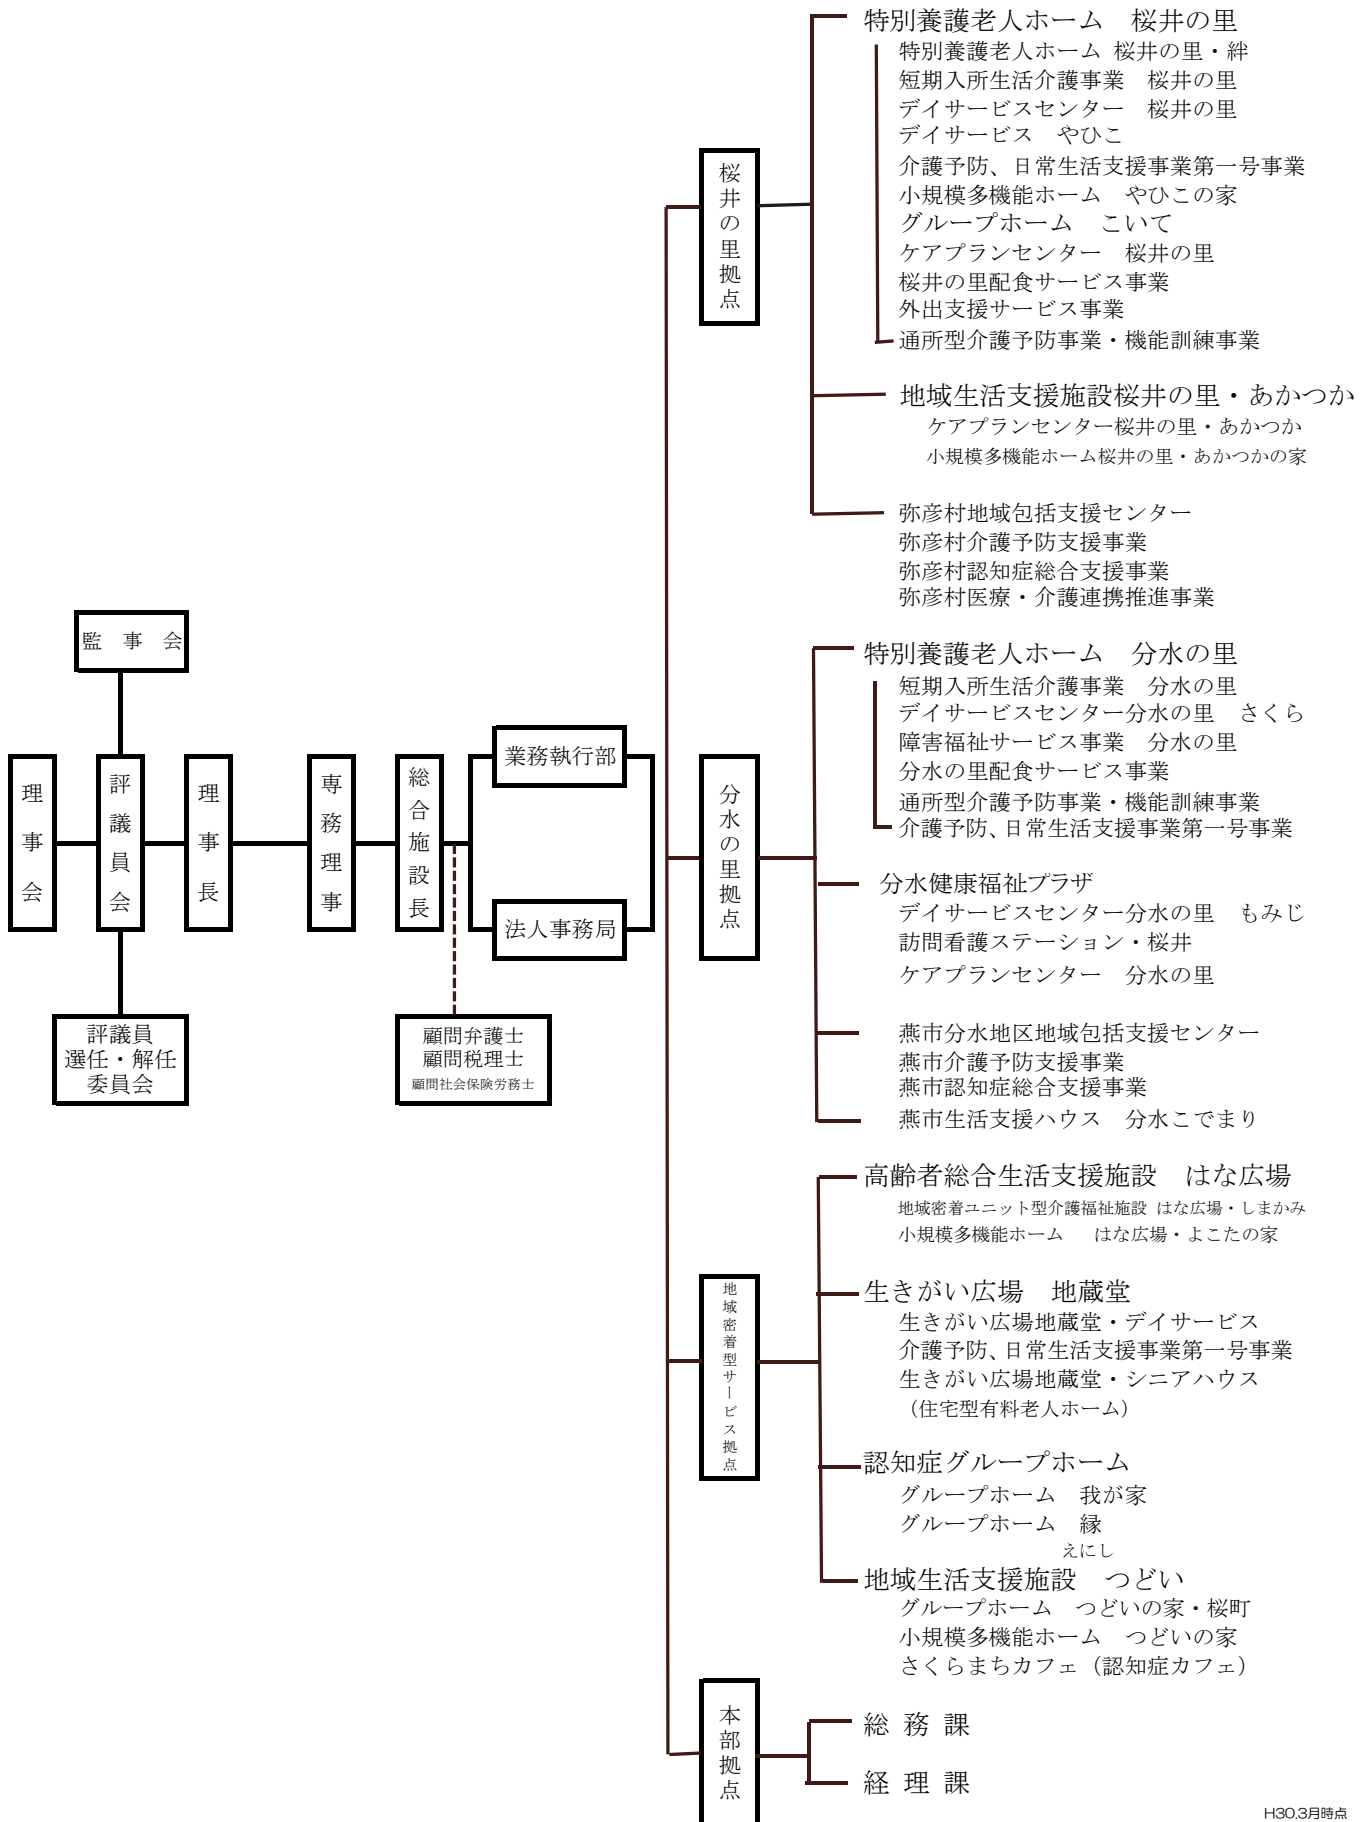 監　事　会
理事会
評議員会
理事長
専務理事
総合施設長
業務執行部
法人事務局
評議員
選任・解任
委員会
顧問弁護士
顧問税理士
顧問社会保険労務士
桜井の里拠点
特別養護老人ホーム　桜井の里
特別養護老人ホーム 桜井の里・絆
短期入所生活介護事業　桜井の里
デイサービスセンター　桜井の里
デイサービス　やひこ
介護予防、日常生活支援事業第一号事業
小規模多機能ホーム　やひこの家
グループホーム　こいて
ケアプランセンター　桜井の里
桜井の里配食サービス事業
外出支援サービス事業
通所型介護予防事業・機能訓練事業
地域生活支援施設桜井の里・あかつか
ケアプランセンター桜井の里・あかつか
小規模多機能ホーム桜井の里・あかつかの家
弥彦村地域包括支援センター
弥彦村介護予防支援事業
弥彦村認知症総合支援事業
弥彦村医療・介護連携推進事業
分水の里拠点
特別養護老人ホーム　分水の里
短期入所生活介護事業　分水の里
デイサービスセンター分水の里　さくら
障害福祉サービス事業　分水の里
分水の里配食サービス事業
通所型介護予防事業・機能訓練事業
介護予防、日常生活支援事業第一号事業
分水健康福祉プラザ
デイサービスセンター分水の里　もみじ
訪問看護ステーション・桜井
ケアプランセンター　分水の里
燕市分水地区地域包括支援センター
燕市介護予防支援事業
燕市認知症総合支援事業
燕市生活支援ハウス　分水こでまり
地域密着型サービス拠点
高齢者総合生活支援施設　はな広場
地域密着ユニット型介護福祉施設 はな広場・しまかみ
小規模多機能ホーム　はな広場・よこたの家
生きがい広場　地蔵堂
生きがい広場地蔵堂・デイサービス
介護予防、日常生活支援事業第一号事業
生きがい広場地蔵堂・シニアハウス
（住宅型有料老人ホーム）
認知症グループホーム
グループホーム　我が家
グループホーム　縁
えにし
地域生活支援施設　つどい
グループホーム　つどいの家・桜町
小規模多機能ホーム　つどいの家
さくらまちカフェ（認知症カフェ）
本部拠点
総 務 課
経 理 課
H30.3月時点